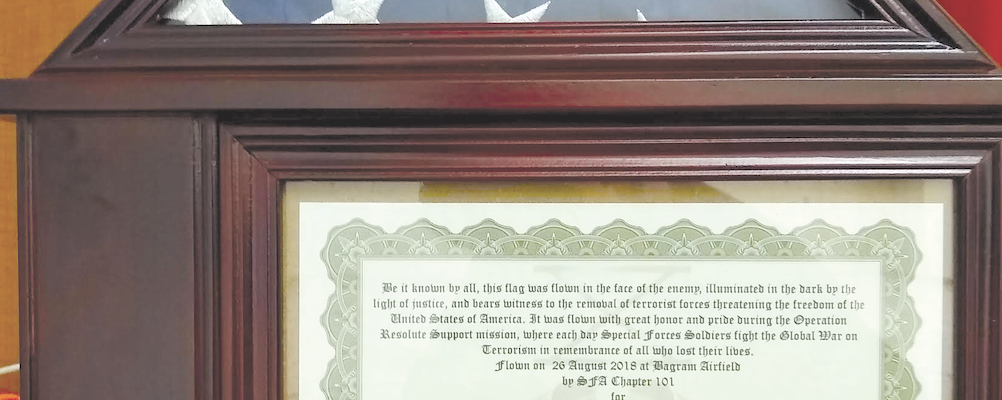 Be it known by all, this flag was flown in the face of the enemy, illuminated in the dark by the
light of justice, and bears witness to the removal of terrorist forces threatening the freedom of the
United States of America. It was flown with great honor and pride during the Operation
Resolute Support mission, where each day Special Forces Soldiers fight the Global War on
Terrorism in remembrance of all who lost their lives.
Flown on 26 August 2018 at Bagram Airfield
by SFA Chapter 101
for